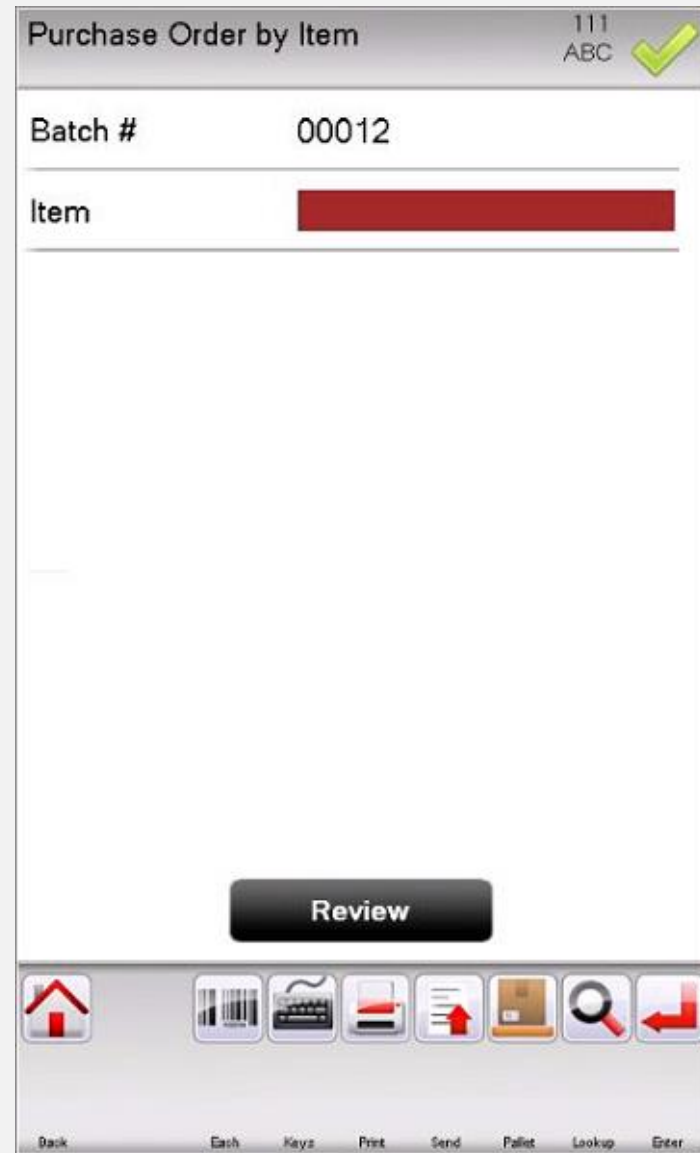 Purchase Order by Item
111
ABC
Batch # 00012
Item
Review
Back Each Keys Print Send Pallet Lookup Enter